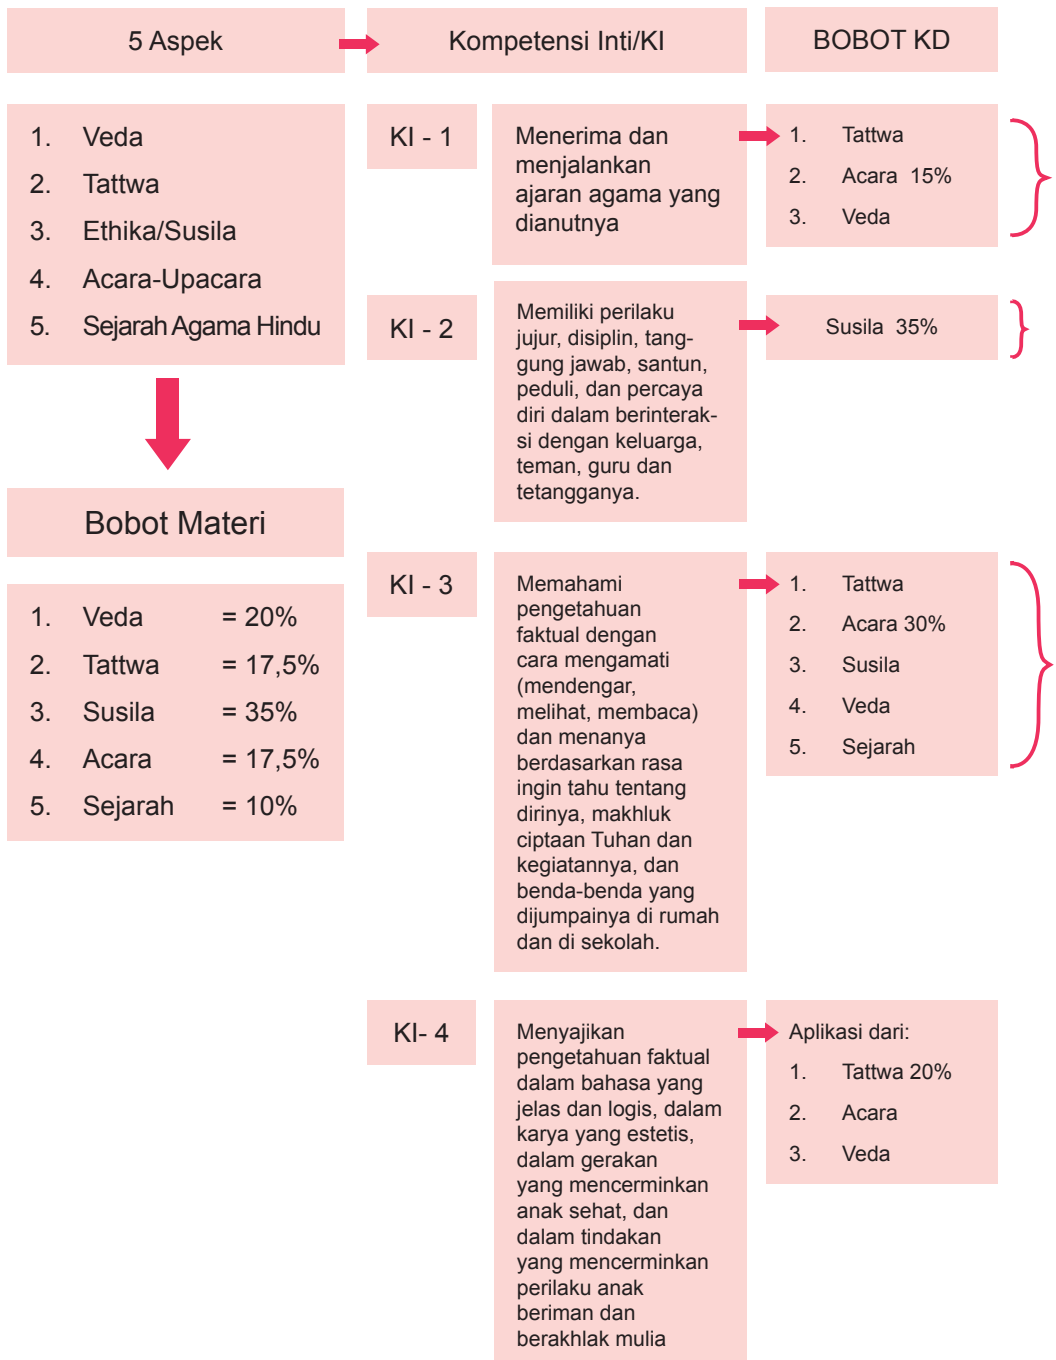 5 Aspek
Kompetensi Inti/KI
BOBOT KD
1. Veda
2. Tattwa
3. Ethika/Susila
4. Acara-Upacara
5. Sejarah Agama Hindu
Bobot Materi
1. Veda = 20%
2. Tattwa = 17,5%
3. Susila = 35%
4. Acara = 17,5%
5. Sejarah = 10%
KI - 1
Menerima dan
menjalankan
ajaran agama yang
dianutnya
1. Tattwa
2. Acara 15%
3. Veda
KI - 2
Memiliki perilaku
jujur, disiplin, tang-
gung jawab, santun,
peduli, dan percaya
diri dalam berinterak-
si dengan keluarga,
teman, guru dan
tetangganya.
Susila 35%
KI - 3
Memahami
pengetahuan
faktual dengan
cara mengamati
(mendengar,
melihat, membaca)
dan menanya
berdasarkan rasa
ingin tahu tentang
dirinya, makhluk
ciptaan Tuhan dan
kegiatannya, dan
benda-benda yang
dijumpainya di rumah
dan di sekolah.
1. Tattwa
2. Acara 30%
3. Susila
4. Veda
5. Sejarah
KI- 4
Menyajikan
pengetahuan faktual
dalam bahasa yang
jelas dan logis, dalam
karya yang estetis,
dalam gerakan
yang mencerminkan
anak sehat, dan
dalam tindakan
yang mencerminkan
perilaku anak
beriman dan
berakhlak mulia
Aplikasi dari:
1. Tattwa 20%
2. Acara
3. Veda